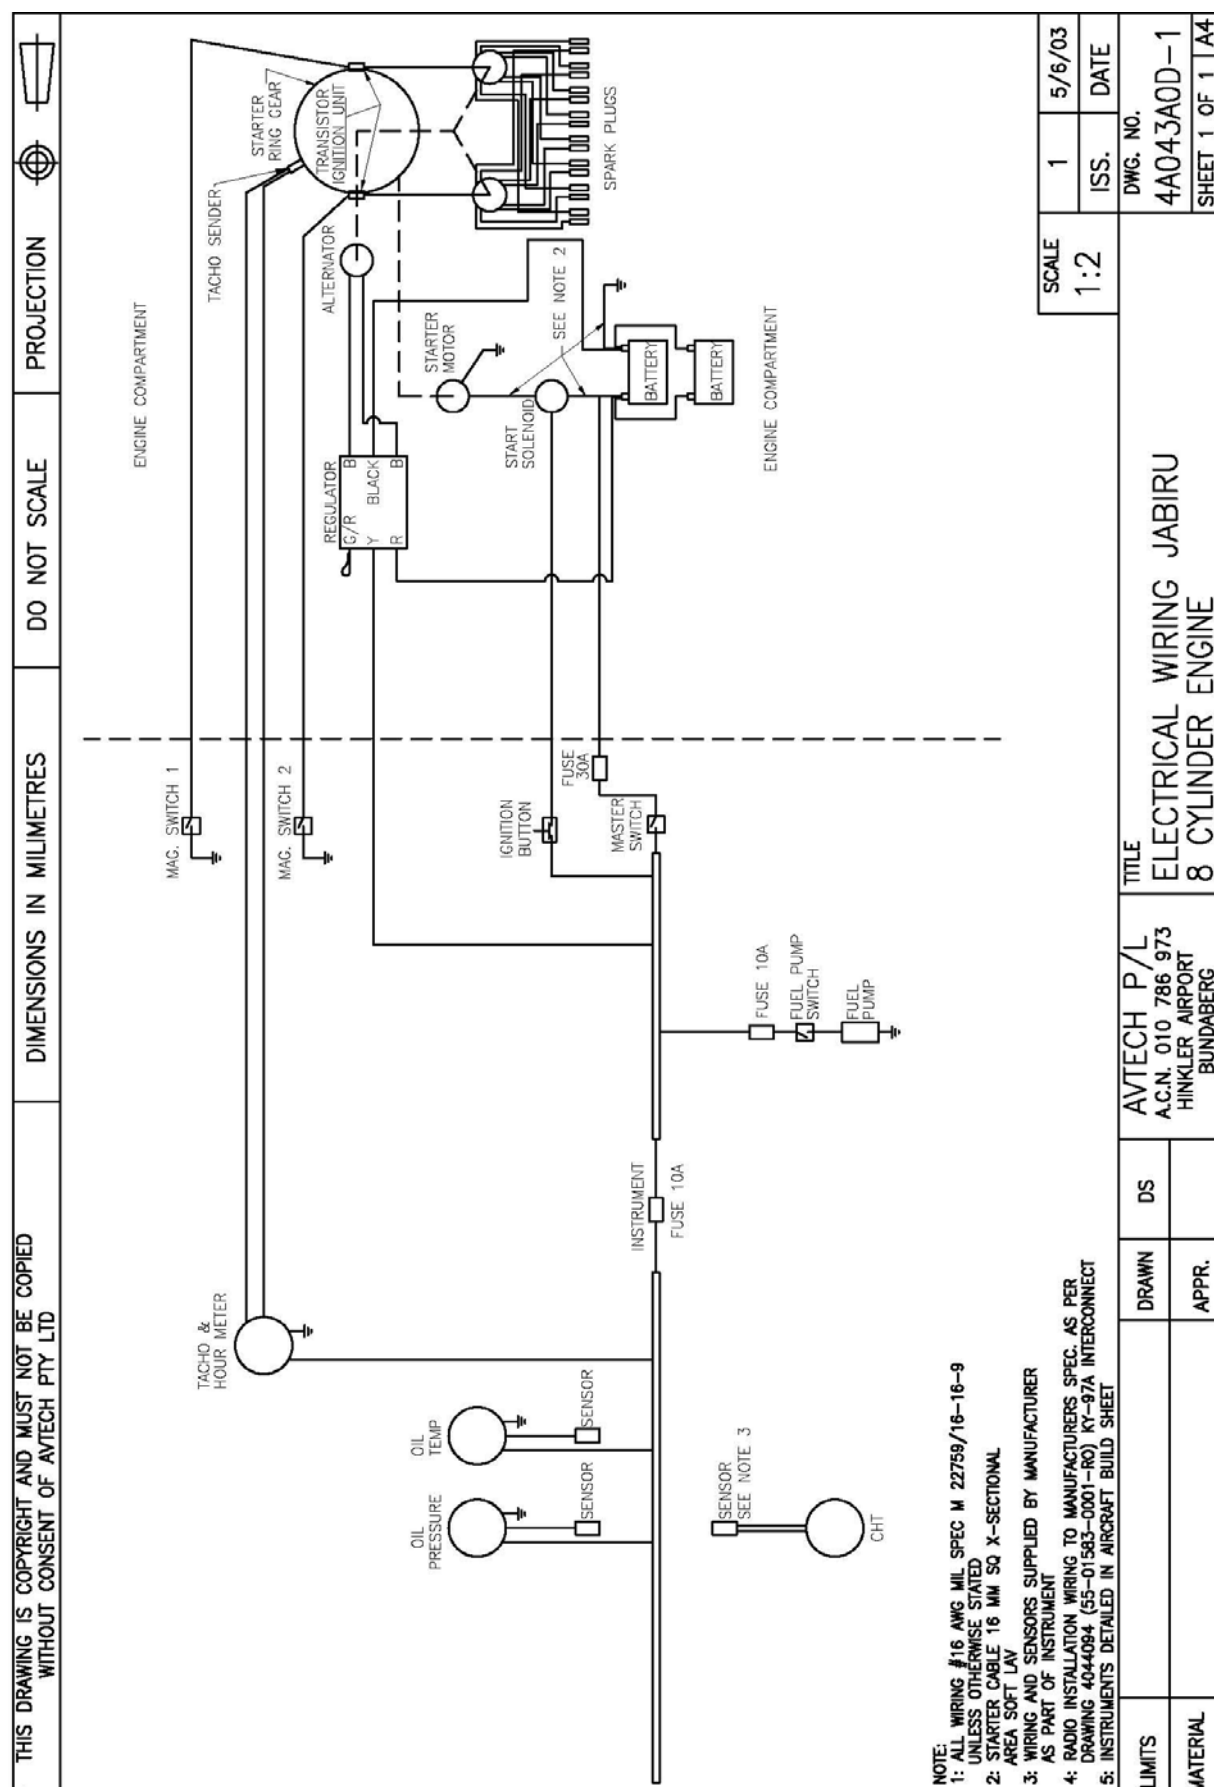 THIS DRAWING IS COPYRIGHT AND MUST NOT BE COPIED
WITHOUT CONSENT OF AVTECH PTY LTD
DIMENSIONS IN MILIMETRES
DO NOT SCALE
PROJECTION
ENGINE COMPARTMENT
MAG. SWITCH 1
TACHO SENDER
STARTER
RING GEAR
TRANSISTOR
IGNITION UNIT
TACHO &
HOUR METER
MAG. SWITCH 2
ALTERNATOR
REGULATOR
G/R
B
Y
BLACK
R
B
STARTER
MOTOR
SPARK PLUGS
OIL
PRESSURE
OIL
TEMP
IGNITION
BUTTON
START
SOLENOID
SEE NOTE 2
FUSE
30A
SENSOR
SENSOR
MASTER
SWITCH
BATTERY
BATTERY
INSTRUMENT
FUSE 10A
SENSOR
SEE NOTE 3
CHT
FUSE 10A
FUEL PUMP
SWITCH
FUEL
PUMP
ENGINE COMPARTMENT
NOTE:
1: ALL WIRING #16 AWG MIL SPEC M 22759/16-16-9
UNLESS OTHERWISE STATED
2: STARTER CABLE 16 MM SQ X-SECTIONAL
AREA SOFT LAV
3: WIRING AND SENSORS SUPPLIED BY MANUFACTURER
AS PART OF INSTRUMENT
4: RADIO INSTALLATION WIRING TO MANUFACTURERS SPEC. AS PER
DRAWING 4044094 (55-01583-0001-RO) KY-97A INTERCONNECT
5: INSTRUMENTS DETAILED IN AIRCRAFT BUILD SHEET
SCALE
1:2
1
5/6/03
ISS.
DATE
LIMITS
MATERIAL
DRAWN
DS
APPR.
AVTECH P/L
A.C.N. 010 786 973
HINKLER AIRPORT
BUNDABERG
TITLE
ELECTRICAL WIRING JABIRU
8 CYLINDER ENGINE
DWG. NO.
4A043A0D-1
SHEET 1 OF 1
A4